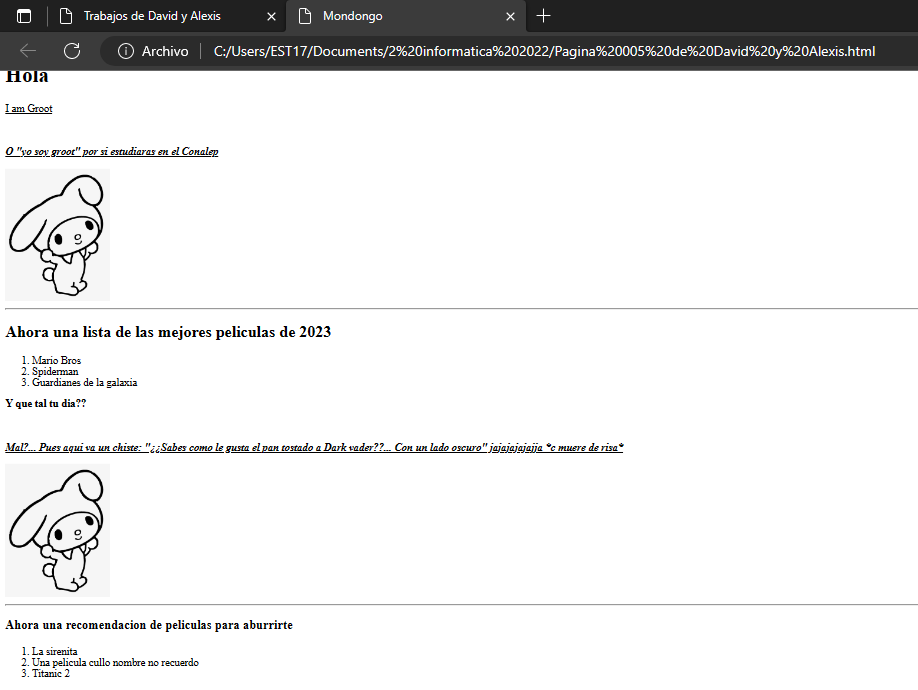 Trabajos de David y Alexis
Mondongo
Archivo
C:/Users/EST17/Documents/2%20informatica%202022/Pagina%20005%20de%20David%20y%20Alexis.html
Hola
I am Groot
O "yo soy groot" por si estudiaras en el Conalep
Ahora una lista de las mejores peliculas de 2023
1. Mario Bros
2. Spiderman
3. Guardianes de la galaxia
Y que tal tu dia??
Mal?... Pues aqui va un chiste: "¿¿Sabes como le gusta el pan tostado a Dark vader??... Con un lado oscuro" jajajajajajja *c muere de risa*
Ahora una recomendacion de peliculas para aburrirte
1. La sirenita
2. Una pelicula cullo nombre no recuerdo
3. Titanic 2